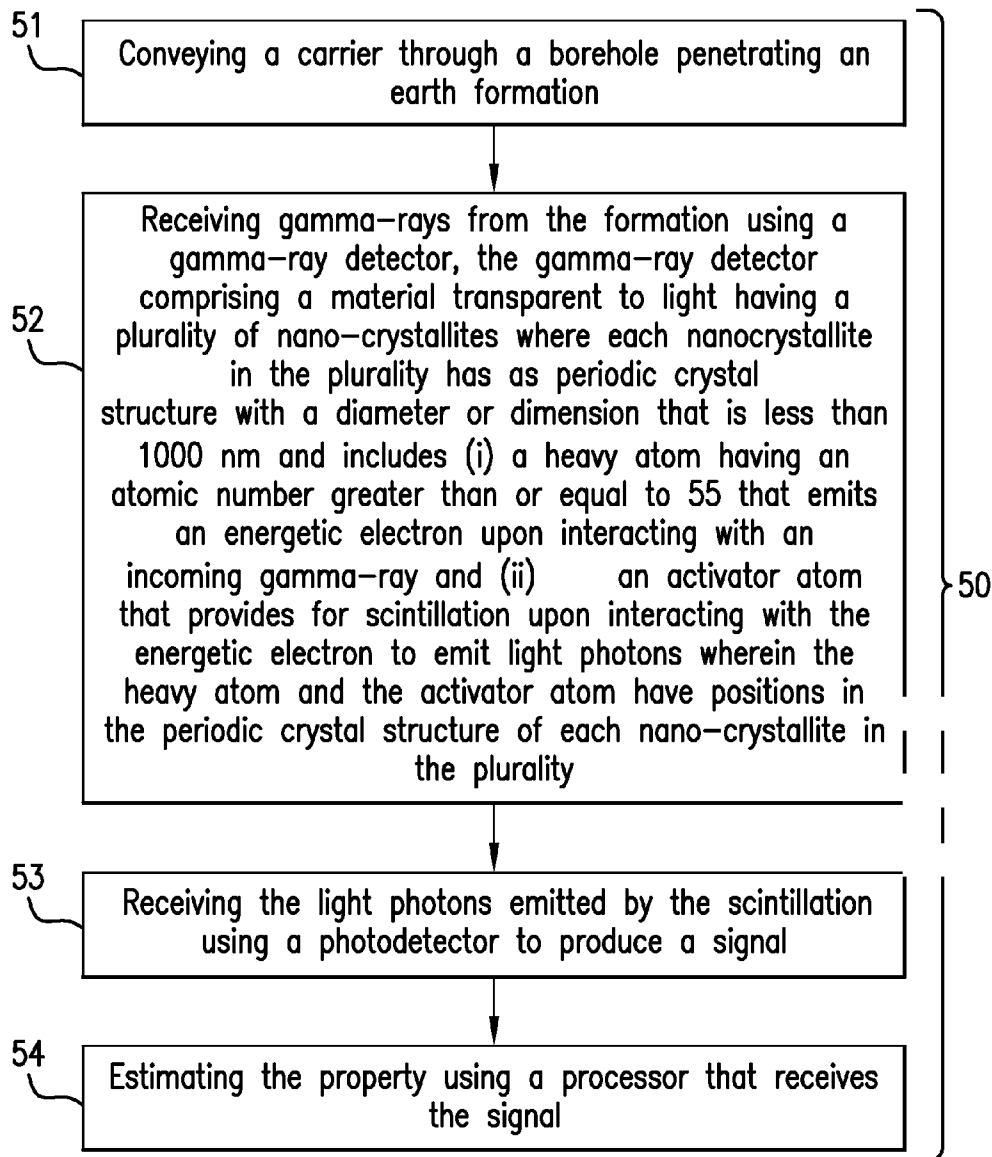 51
Conveying a carrier through a borehole penetrating an
earth formation
52
Receiving gamma-rays from the formation using a
gamma-ray detector, the gamma-ray detector
comprising a material transparent to light having a
plurality of nano-crystallites where each nanocrystallite
in the plurality has as periodic crystal
structure with a diameter or dimension that is less than
1000 nm and includes (i) a heavy atom having an
atomic number greater than or equal to 55 that emits
an energetic electron upon interacting with an
incoming gamma-ray and (ii) an activator atom
that provides for scintillation upon interacting with the
energetic electron to emit light photons wherein the
heavy atom and the activator atom have positions in
the periodic crystal structure of each nano-crystallite in
the plurality
50
53
Receiving the light photons emitted by the scintillation
using a photodetector to produce a signal
54
Estimating the property using a processor that receives
the signal